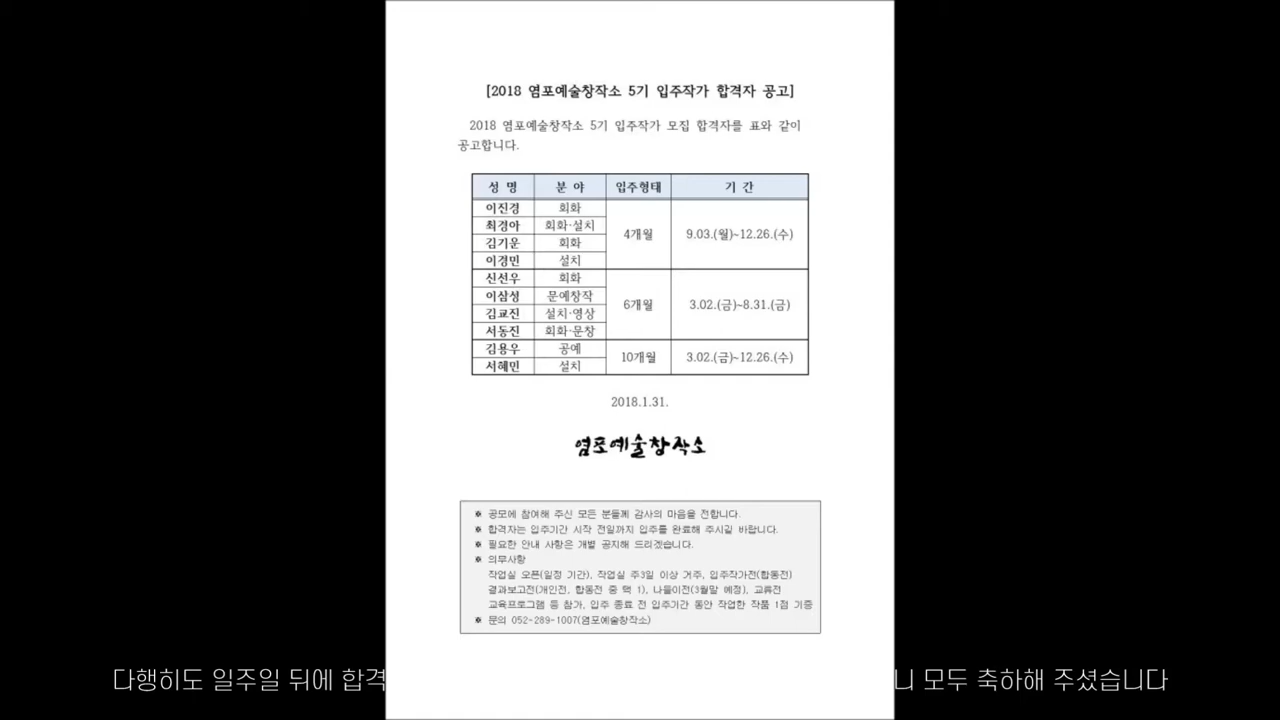 [2018 염포예술창작소 5기 입주작가 합격자 공고]
2018 염포예술창작소 5기 입주작가 모집 합격자를 표와 같이
공고합니다.
성 명 분 야 입주형태 기 간
이진경 회화
최경아 회화·설치
4개월 9.03.(월)~12.26.(수)
김기운 회화
이경민 설치
신선우 회화
이삼성 문예창작
6개월 3.02.(금)~8.31.(금)
김교진 설치·영상
서동진 회화·문창
김용우 공예
10개월 3.02.(금)~12.26.(수)
서혜민 설치
2018.1.31.
염포예술창작소
※ 공모에 참여해 주신 모든 분들께 감사의 마음을 전합니다.
※ 합격자는 입주기간 시작 전일까지 입주를 완료해 주시길 바랍니다.
※ 필요한 안내 사항은 개별 공지해 드리겠습니다.
※ 의무사항
작업실 오픈(일정 기간), 작업실 주3일 이상 거주, 입주작가전(합동전)
결과보고전(개인전, 합동전 중 택 1), 나들이전(3월말 예정), 교류전
교육프로그램 등 참가, 입주 종료 전 입주기간 동안 작업한 작품 1점 기증
※ 문의 052-289-1007(염포예술창작소)
다행히도 일주일 뒤에 합격 니 모두 축하해 주셨습니다